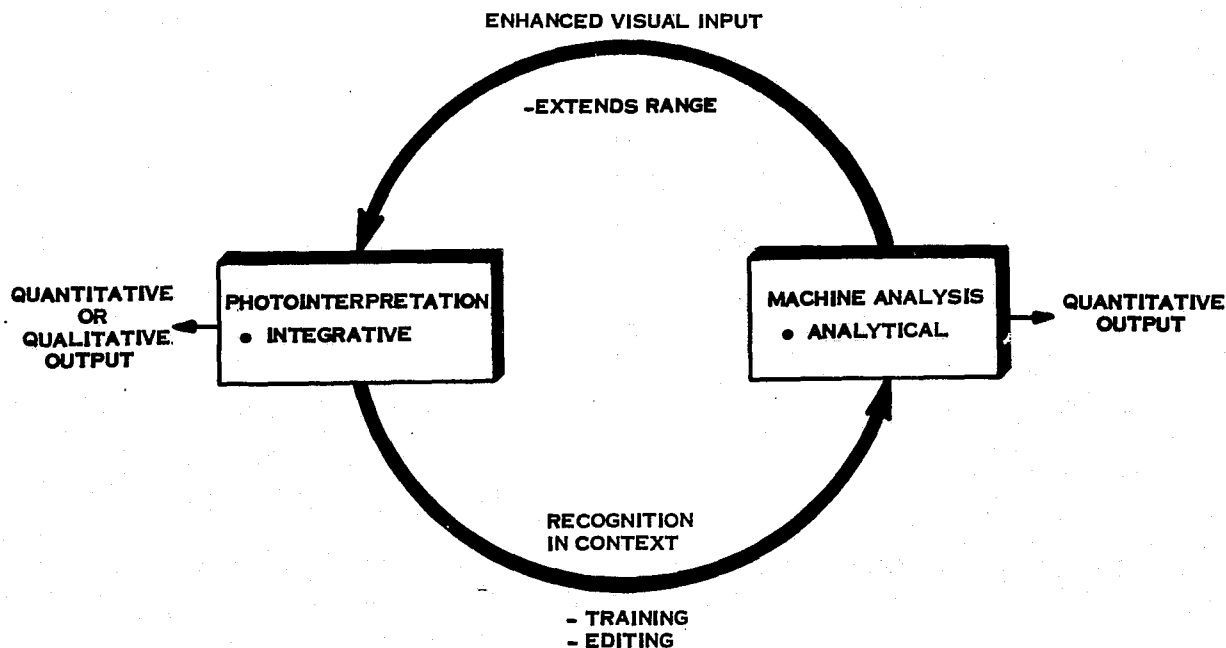 ENHANCED VISUAL INPUT
-EXTENDS RANGE
QUANTITATIVE
OR
QUALITATIVE
OUTPUT
PHOTOINTERPRETATION
• INTEGRATIVE
MACHINE ANALYSIS
• ANALYTICAL
QUANTITATIVE
OUTPUT
RECOGNITION
IN CONTEXT
- TRAINING
- EDITING